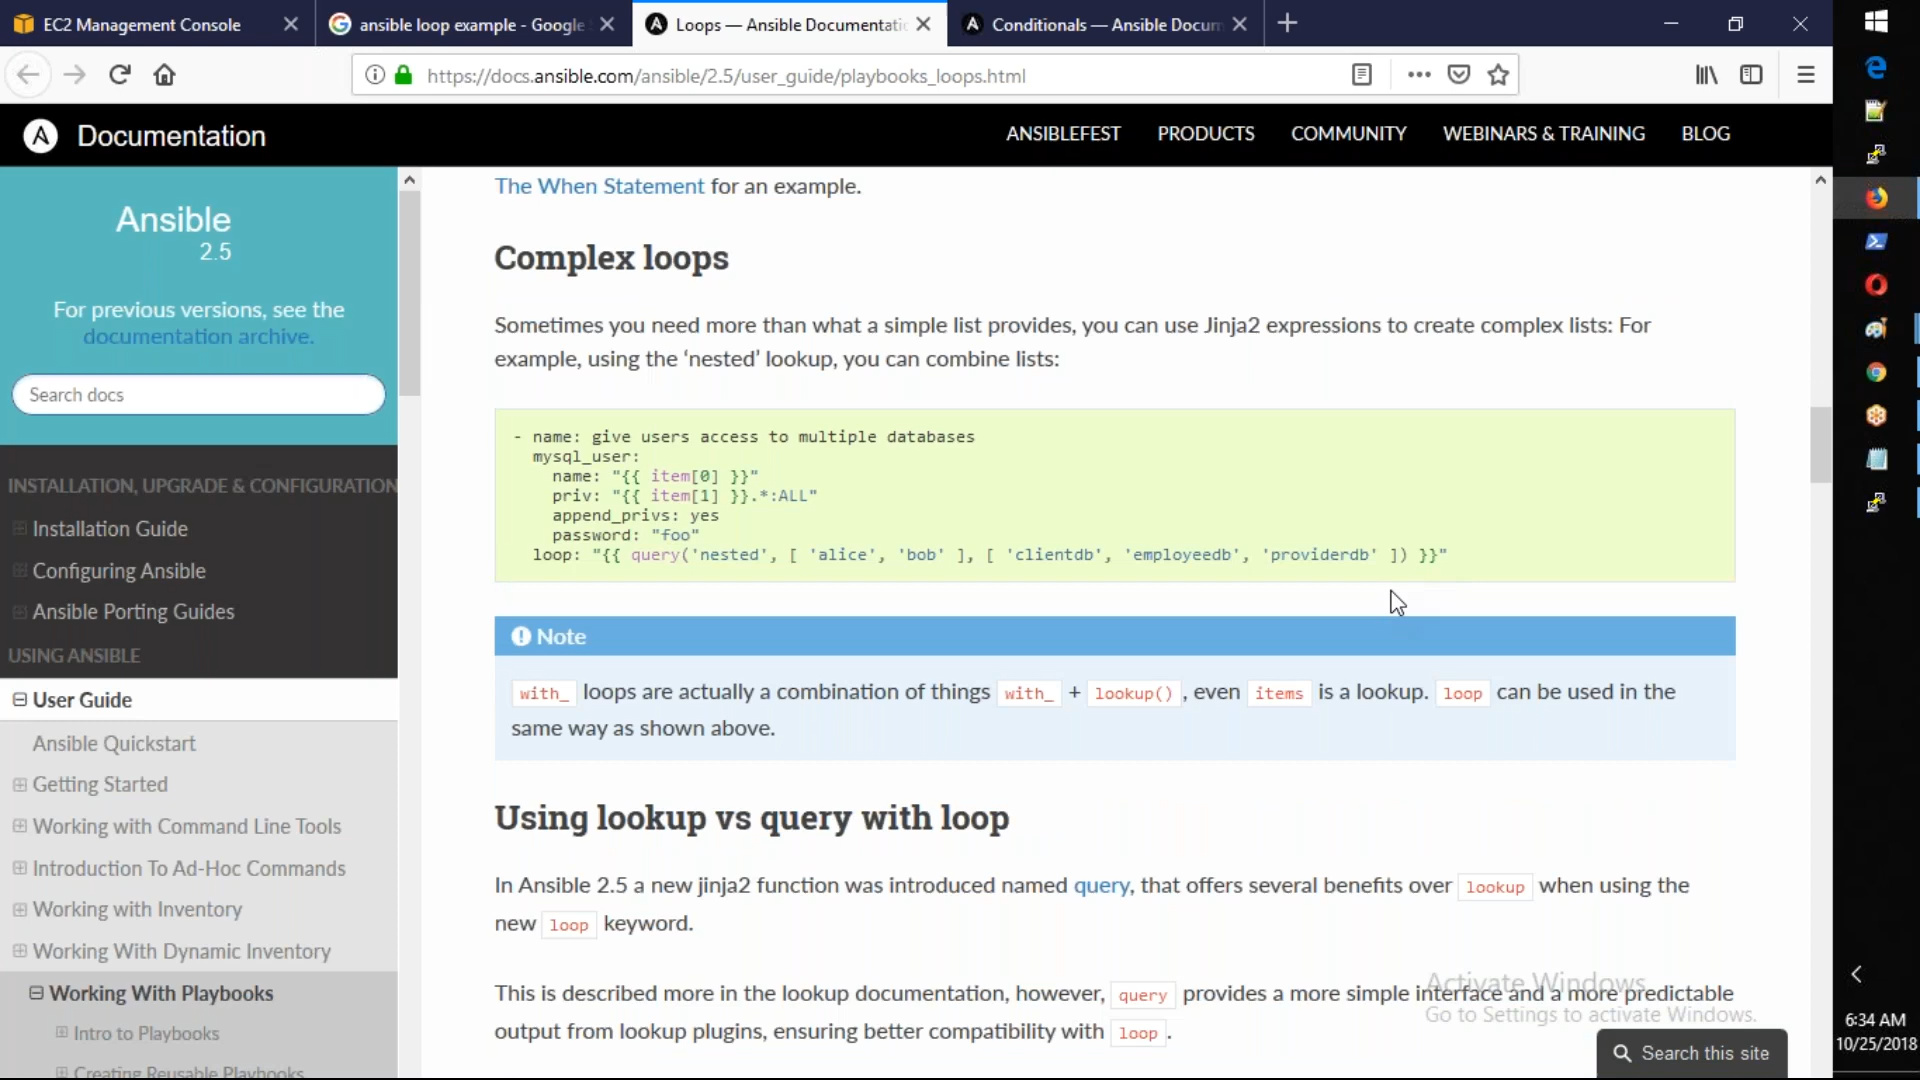 EC2 Management Console
ansible loop example - Google
Loops — Ansible Documentati
Conditionals — Ansible Docum
https://docs.ansible.com/ansible/2.5/user_guide/playbooks_loops.html
Documentation
ANSIBLEFEST PRODUCTS COMMUNITY WEBINARS & TRAINING BLOG
Ansible
2.5
For previous versions, see the
documentation archive.
Search docs
INSTALLATION, UPGRADE & CONFIGURATION
Installation Guide
Configuring Ansible
Ansible Porting Guides
USING ANSIBLE
User Guide
Ansible Quickstart
Getting Started
Working with Command Line Tools
Introduction To Ad-Hoc Commands
Working with Inventory
Working With Dynamic Inventory
Working With Playbooks
Intro to Playbooks
Creating Reusable Playbooks
The When Statement for an example.
Complex loops
Sometimes you need more than what a simple list provides, you can use Jinja2 expressions to create complex lists: For
example, using the ‘nested’ lookup, you can combine lists:
- name: give users access to multiple databases
mysql_user:
name: "{{ item[0] }}"
priv: "{{ item[1] }}.*:ALL"
append_privs: yes
password: "foo"
loop: "{{ query('nested', [ 'alice', 'bob' ], [ 'clientdb', 'employeedb', 'providerdb' ]) }}"
Note
with_ loops are actually a combination of things with_ + lookup() , even items is a lookup. loop can be used in the
same way as shown above.
Using lookup vs query with loop
In Ansible 2.5 a new jinja2 function was introduced named query, that offers several benefits over lookup when using the
new loop keyword.
This is described more in the lookup documentation, however, query provides a more simple interface and a more predictable
output from lookup plugins, ensuring better compatibility with loop .
Activate Windows
Go to Settings to activate Windows.
Search this site
6:34 AM
10/25/2018